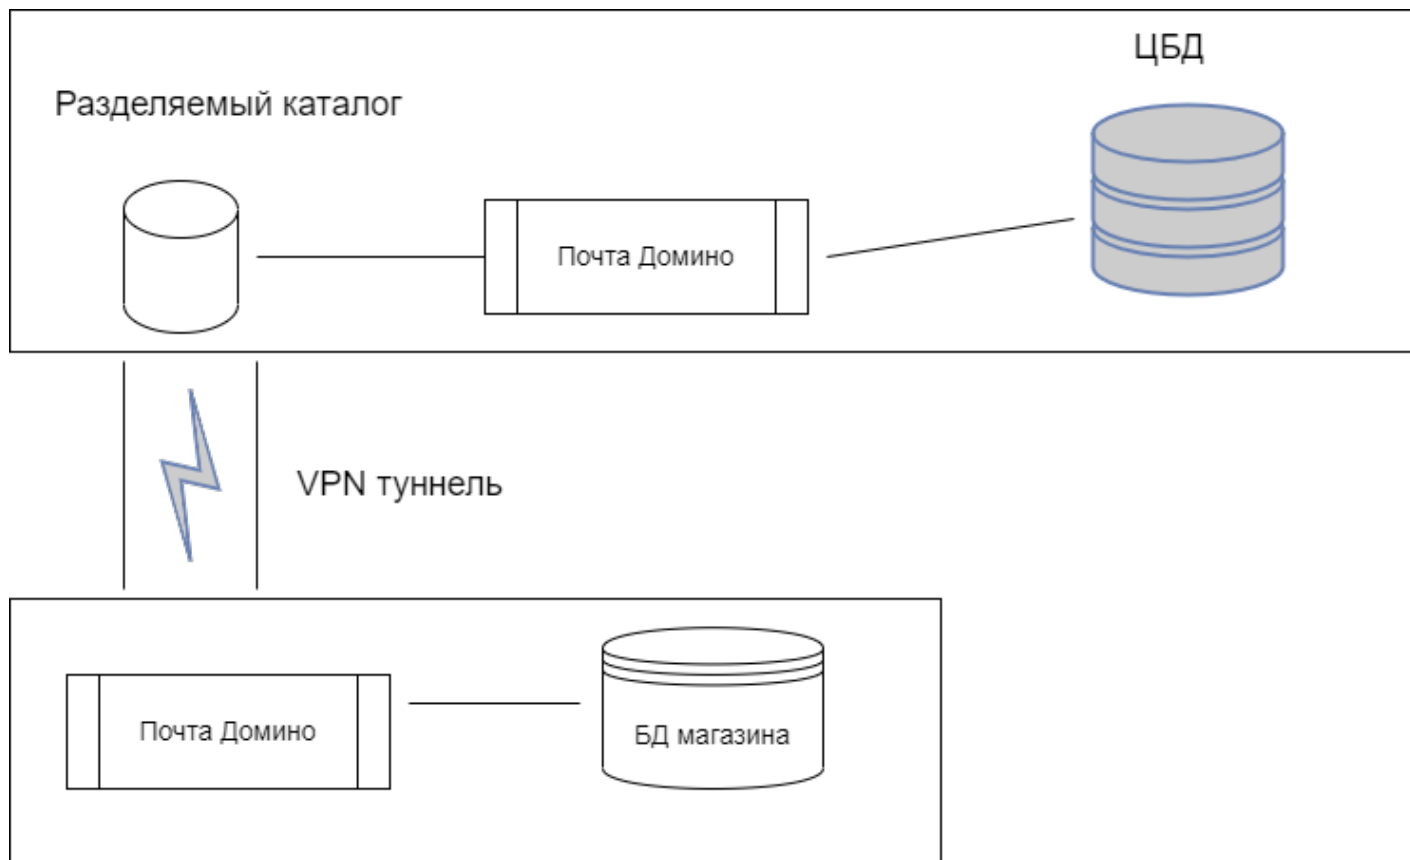 ЦБД
Разделяемый каталог
Почта Домино
VPN туннель
Почта Домино
БД магазина